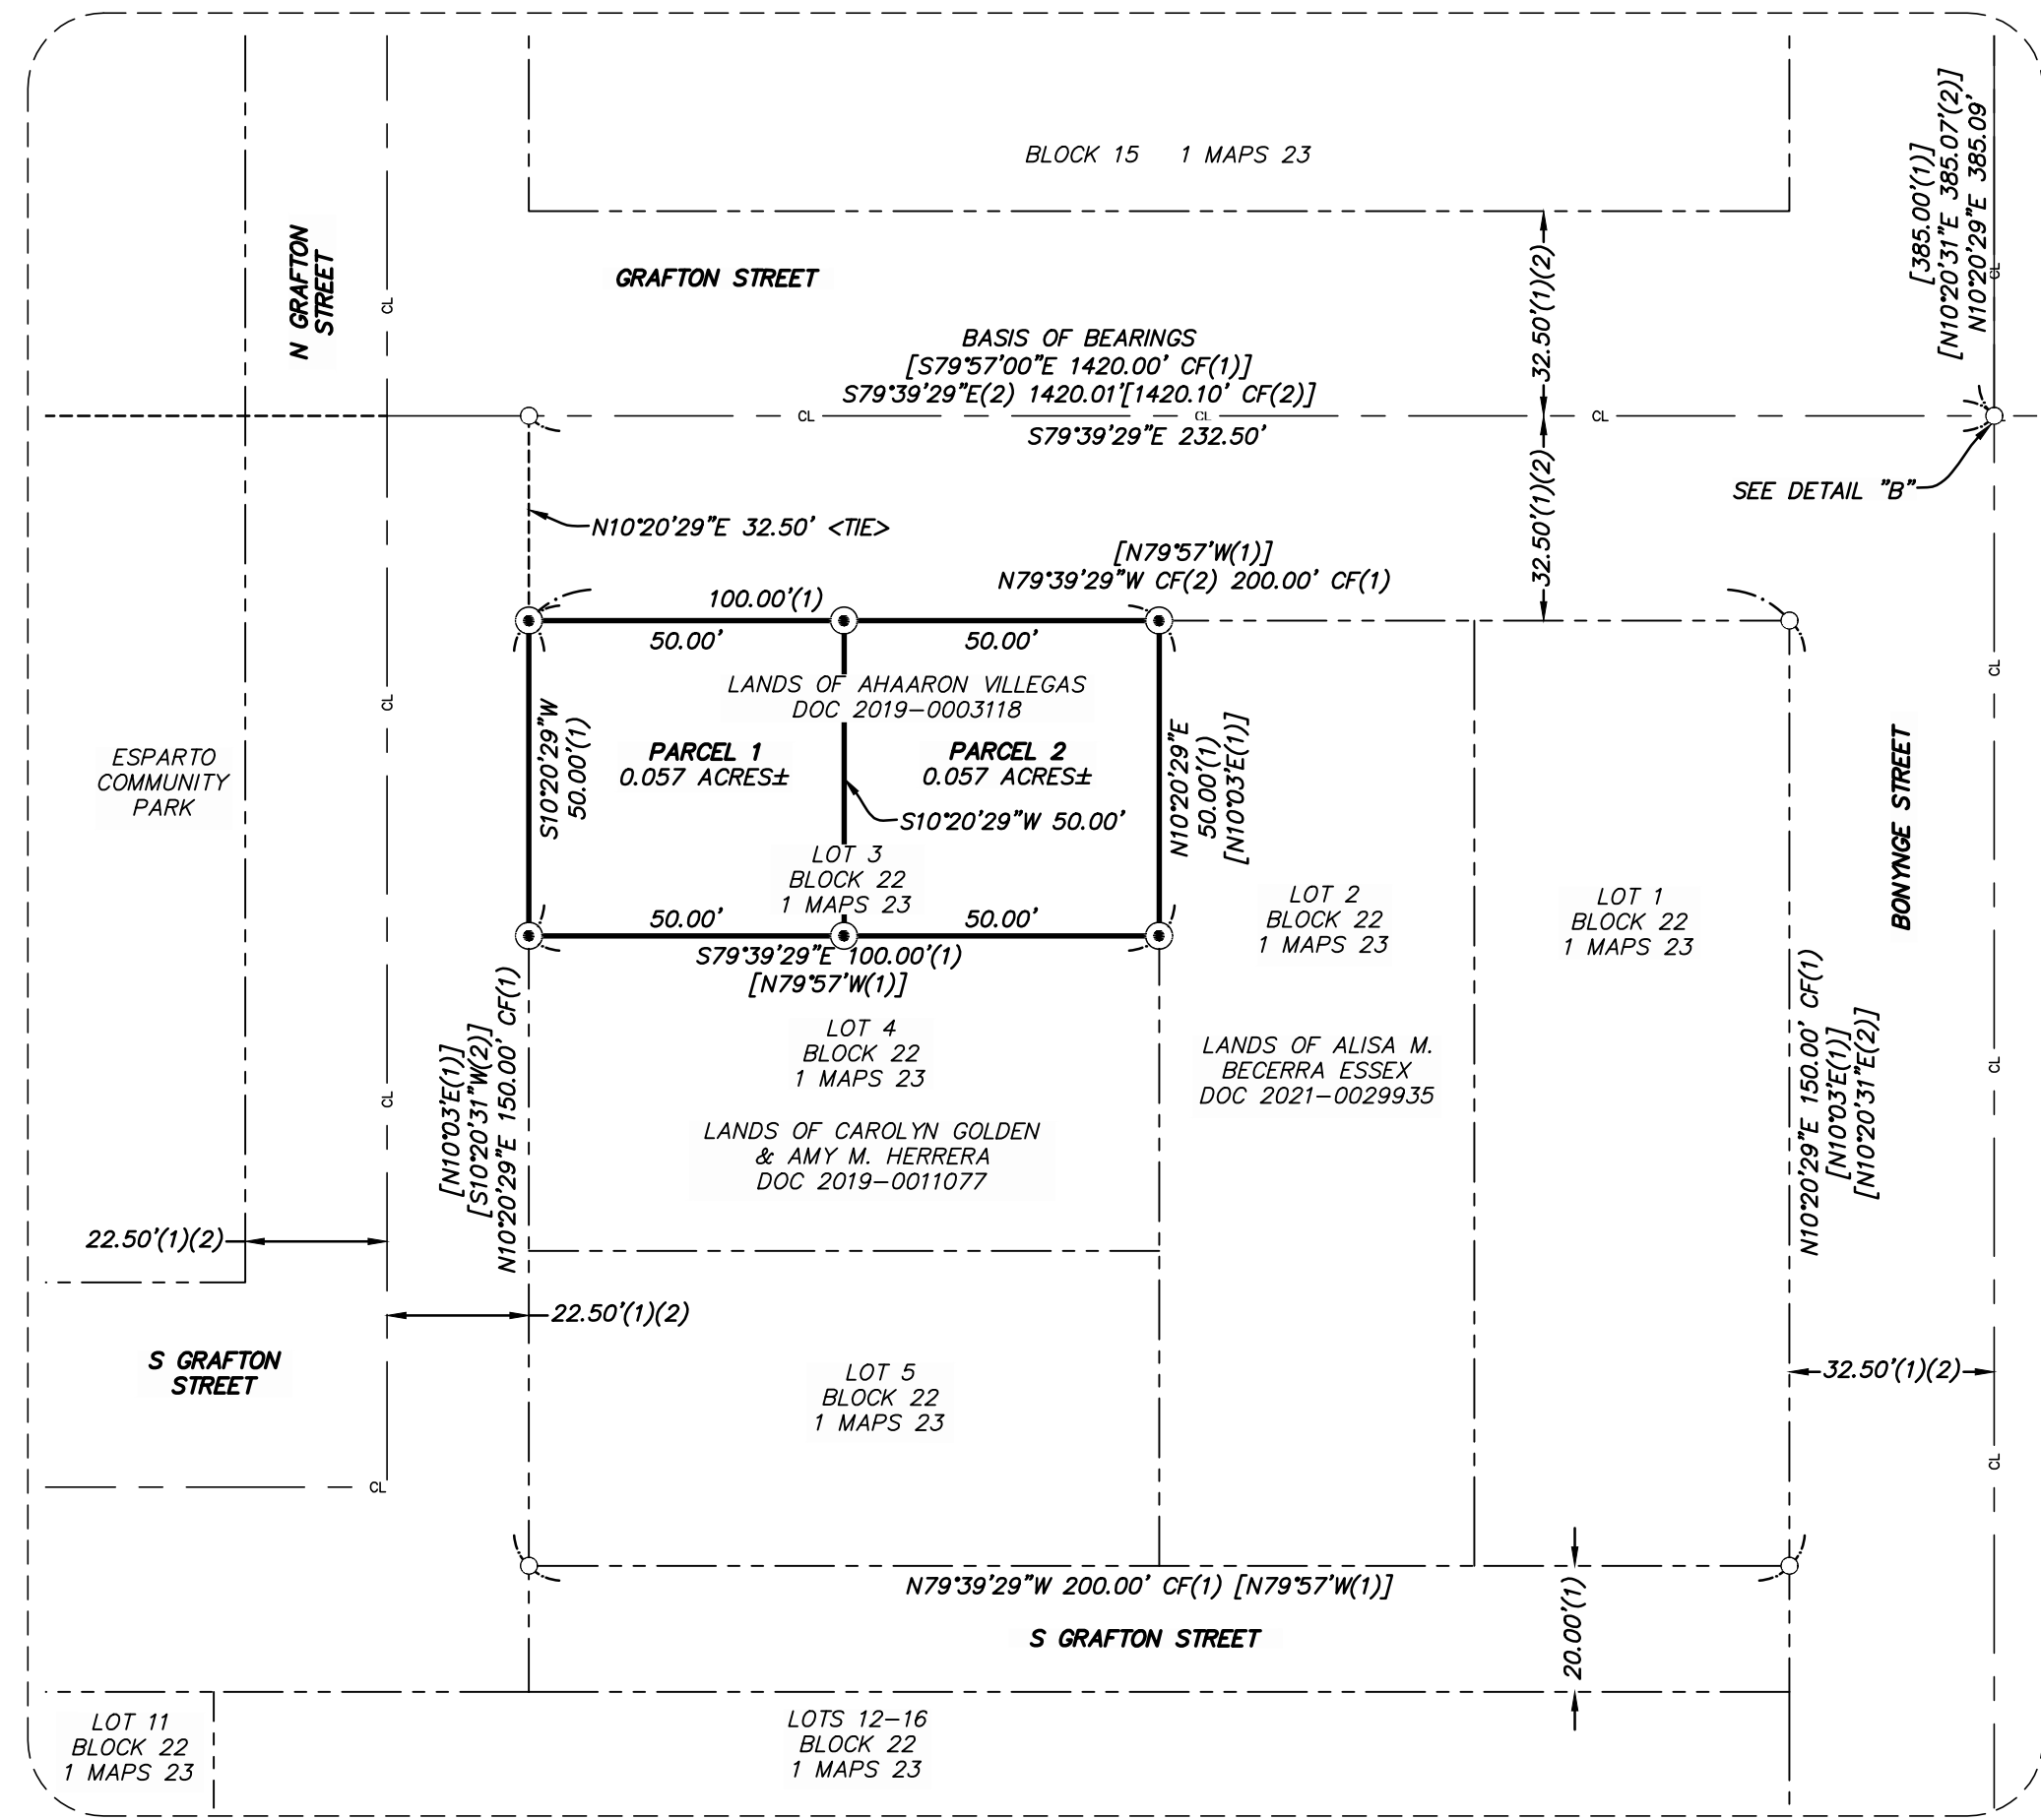 BLOCK 15 1 MAPS 23
[385.00'(1)]
[N10°20'31"E 385.07'(2)]
N10°20'29"E 385.09'
N GRAFTON
STREET
GRAFTON STREET
32.50'(1)(2)
BASIS OF BEARINGS
[S79°57'00"E 1420.00' CF(1)]
S79°39'29"E(2) 1420.01'[1420.10' CF(2)]
CL
CL
CL
CL
CL
S79°39'29"E 232.50'
SEE DETAIL "B"
32.50'(1)(2)
N10°20'29"E 32.50' <TIE>
[N79°57'W(1)]
N79°39'29"W CF(2) 200.00' CF(1)
100.00'(1)
50.00'
50.00'
LANDS OF AHAARON VILLEGAS
DOC 2019-0003118
CL
CL
S10°20'29"W
50.00'(1)
PARCEL 1
0.057 ACRES±
PARCEL 2
0.057 ACRES±
S10°20'29"W 50.00'
N10°20'29"E
50.00'(1)
[N10°03'E(1)]
ESPARTO
COMMUNITY
PARK
BONYNGE STREET
LOT 3
BLOCK 22
1 MAPS 23
50.00'
50.00'
S79°39'29"E 100.00'(1)
[N79°57'W(1)]
LOT 2
BLOCK 22
1 MAPS 23
LOT 1
BLOCK 22
1 MAPS 23
[N10°03'E(1)]
[S10°20'31"W(2)]
N10°20'29"E 150.00' CF(1)
LOT 4
BLOCK 22
1 MAPS 23
LANDS OF ALISA M.
BECERRA ESSEX
DOC 2021-0029935
N10°20'29"E 150.00' CF(1)
[N10°03'E(1)]
[N10°20'31"E(2)]
CL
CL
LANDS OF CAROLYN GOLDEN
& AMY M. HERRERA
DOC 2019-0011077
22.50'(1)(2)
22.50'(1)(2)
S GRAFTON
STREET
LOT 5
BLOCK 22
1 MAPS 23
32.50'(1)(2)
CL
CL
N79°39'29"W 200.00' CF(1) [N79°57'W(1)]
20.00'(1)
S GRAFTON STREET
LOT 11
BLOCK 22
1 MAPS 23
LOTS 12-16
BLOCK 22
1 MAPS 23